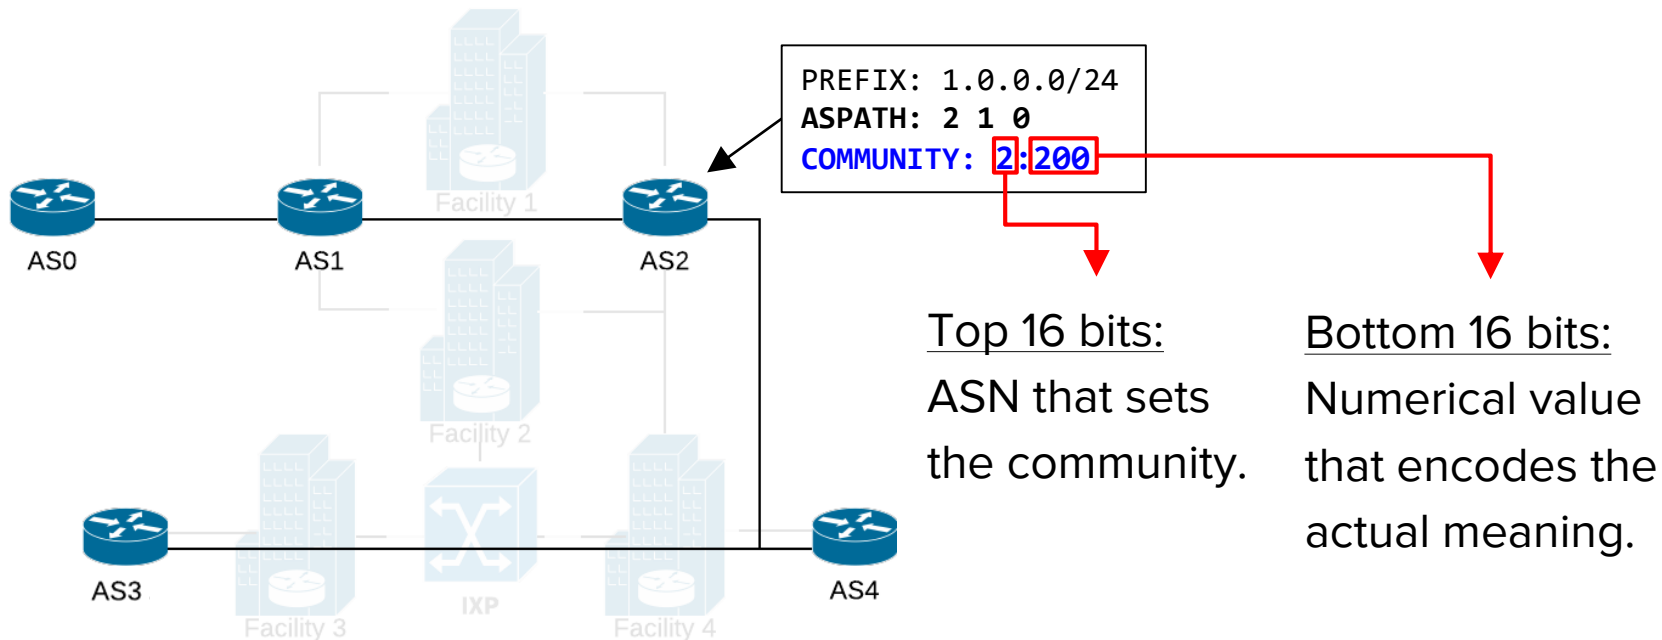 PREFIX: 1.0.0.0/24
ASPATH: 2 1 0
COMMUNITY: 2:200
Facility 1
AS0
AS1
AS2
Top 16 bits:
ASN that sets
the community.
Bottom 16 bits:
Numerical value
that encodes the
actual meaning.
Facility 2
AS3
IXP
AS4
Facility 3
Facility 4